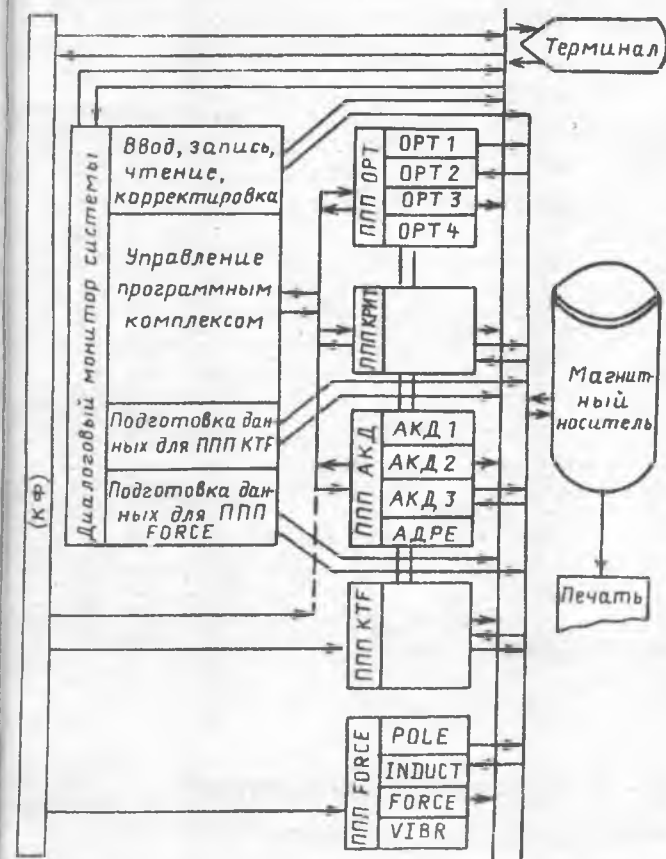 Терминал
(КФ)
Диалоговый монитор системы
Ввод, запись,
чтение,
корректировка
Управление
программным
комплексом
Подготовка дан-
ных для ППП KTF
Подготовка дан-
ных для ППП
FORCE
ППП ОРТ
ОРТ 1
ОРТ 2
ОРТ 3
ОРТ 4
ППП КРИТ
ППП АКД
АКД 1
АКД 2
АКД 3
АДРЕ
ППП KTF
ППП FORCE
POLE
INDUCT
FORCE
VIBR
Магнит-
ный
носитель
Печать